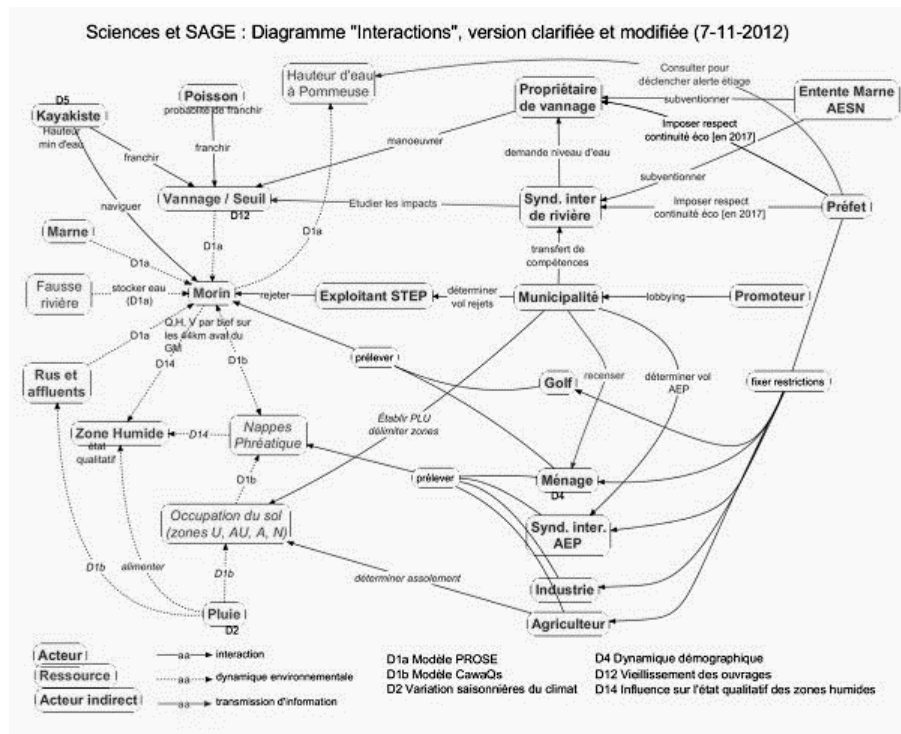 Sciences et SAGE : Diagramme "Interactions", version clarifiée et modifiée (7-11-2012)
Hauteur d'eau
à Pommeuse
Consulter pour
déclencher alerte étiage
D5
Kayakiste
Hauteur
min d'eau
Poisson
probabilité de franchir
Propriétaire
de vannage
subventionner
Entente Marne
AESN
Imposer respect
continuité éco [en 2017]
franchir
franchir
manoeuvrer
demande niveau d'eau
subventionner
Vannage / Seuil
D12
Etudier les impacts
Synd. inter
de rivière
Imposer respect
continuité éco [en 2017]
Préfet
naviguer
Marne
D1a
D1a
D1a
transfert de
compétences
Fausse
rivière
stocker eau
(D1a)
Morin
rejeter
Exploitant STEP
déterminer
vol rejets
Municipalité
lobbying
Promoteur
Q,H, V par bief sur
les 44km aval du
GM
D1a
D14
D1b
prélever
Rus et
affluents
Golf
recenser
déterminer vol
AEP
fixer restrictions
Établir PLU
délimiter zones
Zone Humide
état
qualitatif
D14
Nappes
Phréatique
D1b
prélever
Ménage
D4
Occupation du sol
(zones U, AU, A, N)
Synd. inter.
AEP
D1b
alimenter
D1b
déterminer assolement
Industrie
Pluie
D2
Agriculteur
Acteur
Ressource
Acteur indirect
aa
interaction
aa
dynamique environnementale
aa
transmission d'information
D1a Modèle PROSE
D1b Modèle CawaQs
D2 Variation saisonnières du climat
D4 Dynamique démographique
D12 Vieillissement des ouvrages
D14 Influence sur l'état qualitatif des zones humides